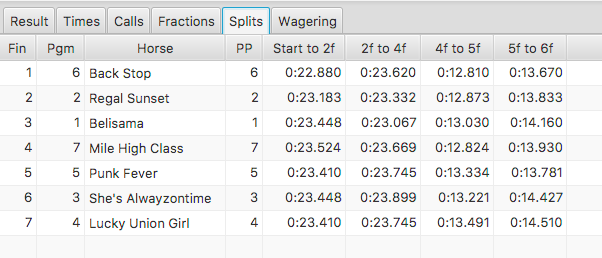 Result Times Calls Fractions Splits Wagering
Fin Pgm Horse PP Start to 2f 2f to 4f 4f to 5f 5f to 6f
1 6 Back Stop 6 0:22.880 0:23.620 0:12.810 0:13.670
2 2 Regal Sunset 2 0:23.183 0:23.332 0:12.873 0:13.833
3 1 Belisama 1 0:23.448 0:23.067 0:13.030 0:14.160
4 7 Mile High Class 7 0:23.524 0:23.669 0:12.824 0:13.930
5 5 Punk Fever 5 0:23.410 0:23.745 0:13.334 0:13.781
6 3 She's Alwayzontime 3 0:23.448 0:23.899 0:13.221 0:14.427
7 4 Lucky Union Girl 4 0:23.410 0:23.745 0:13.491 0:14.510